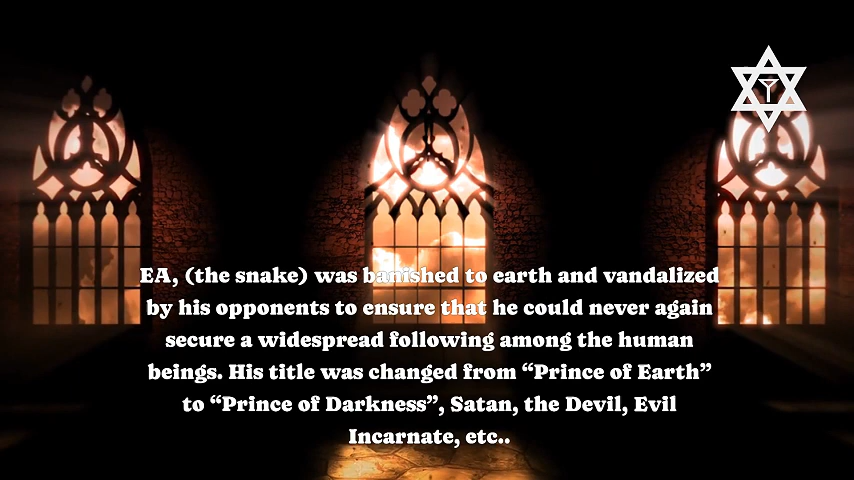 EA, (the snake) was banished to earth and vandalized
by his opponents to ensure that he could never again
secure a widespread following among the human
beings. His title was changed from “Prince of Earth”
to “Prince of Darkness”, Satan, the Devil, Evil
Incarnate, etc..